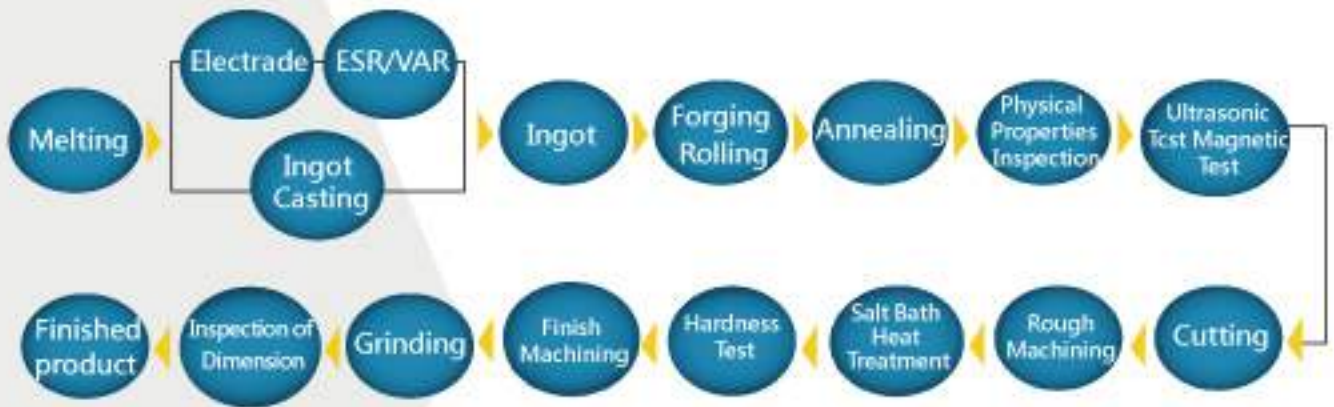 Melting
Electrade
ESR/VAR
Ingot
Casting
Ingot
Forging
Rolling
Annealing
Physical
Properties
Inspection
Ultrasonic
Tcst Magnetic
Test
Cutting
Rough
Machining
Salt Bath
Heat
Treatment
Hardness
Test
Finish
Machining
Grinding
Inspection of
Dimension
Finished
product